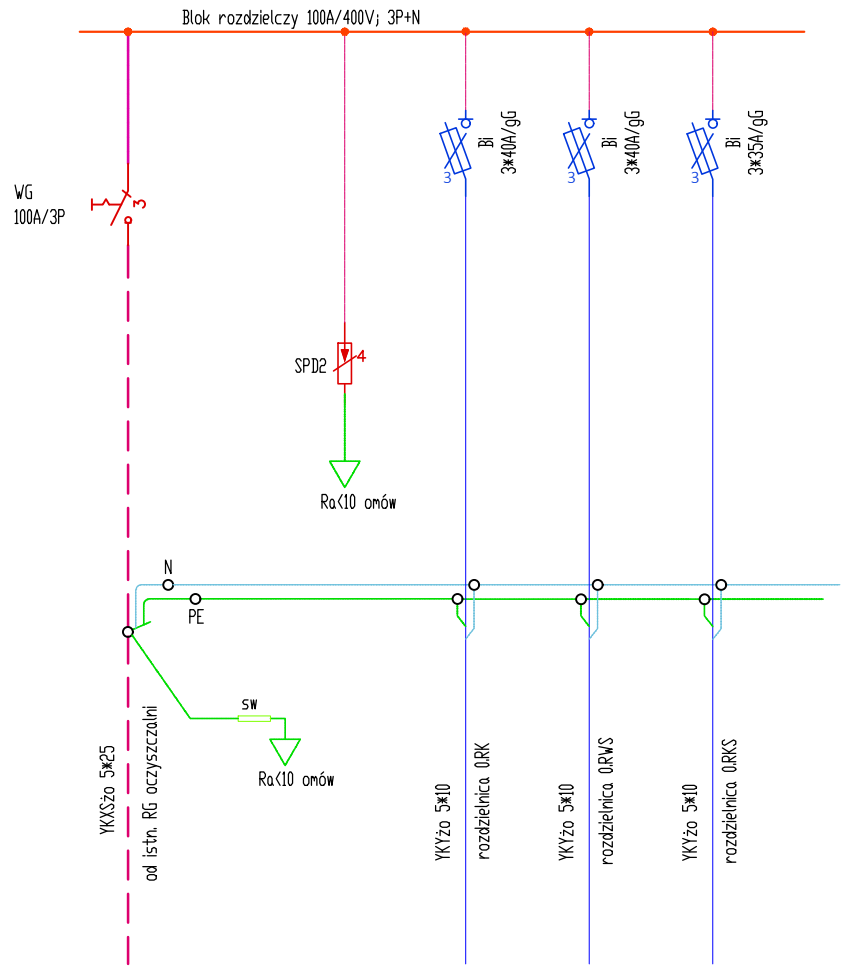 Blok rozdzielczy 100A/400V; 3P+N
WG
100A/3P
3
SPD2
4
Ra<10 omów
Bi
3*40A/gG
3
Bi
3*40A/gG
3
Bi
3*35A/gG
3
N
PE
sw
Ra<10 omów
YKXSżo 5*25
od istn. RG oczyszczalni
YKYżo 5*10
rozdzielnica 0.RK
YKYżo 5*10
rozdzielnica 0.RWS
YKYżo 5*10
rozdzielnica 0.RKS